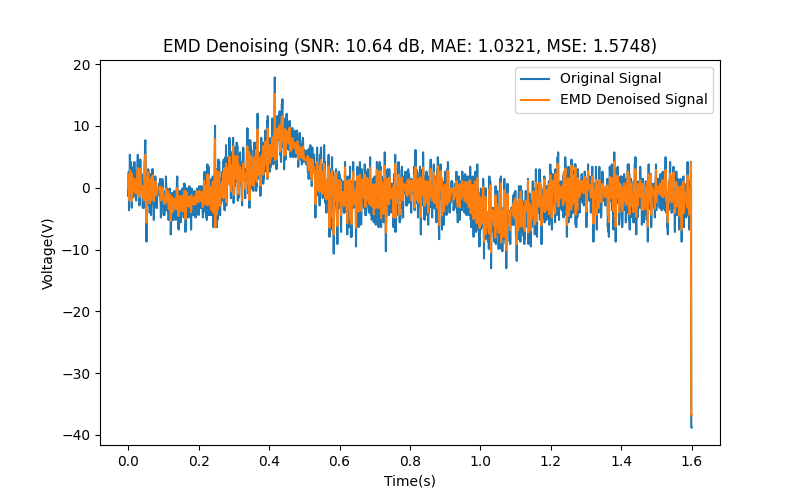 EMD Denoising (SNR: 10.64 dB, MAE: 1.0321, MSE: 1.5748)
Original Signal
EMD Denoised Signal
20
10
0
−10
−20
−30
−40
Voltage(V)
0.0 0.2 0.4 0.6 0.8 1.0 1.2 1.4 1.6
Time(s)